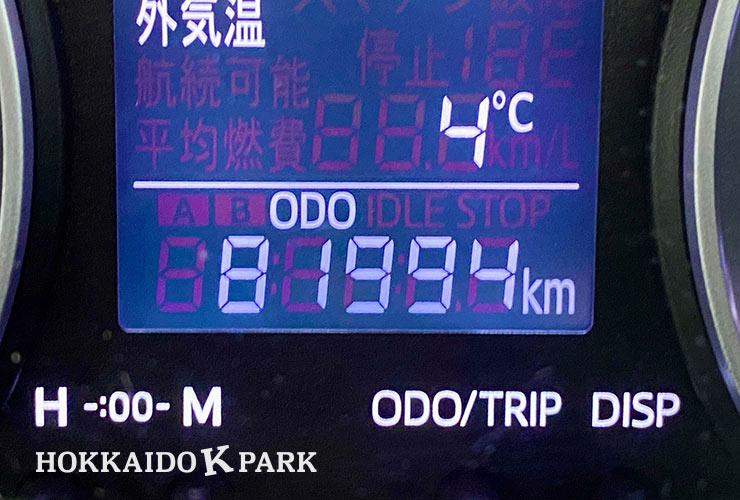 外気温
停止
航続可能
4℃
平均燃費 km/L
A B ODO IDLE STOP
81994km
H -:00- M ODO/TRIP DISP
HOKKAIDO K PARK